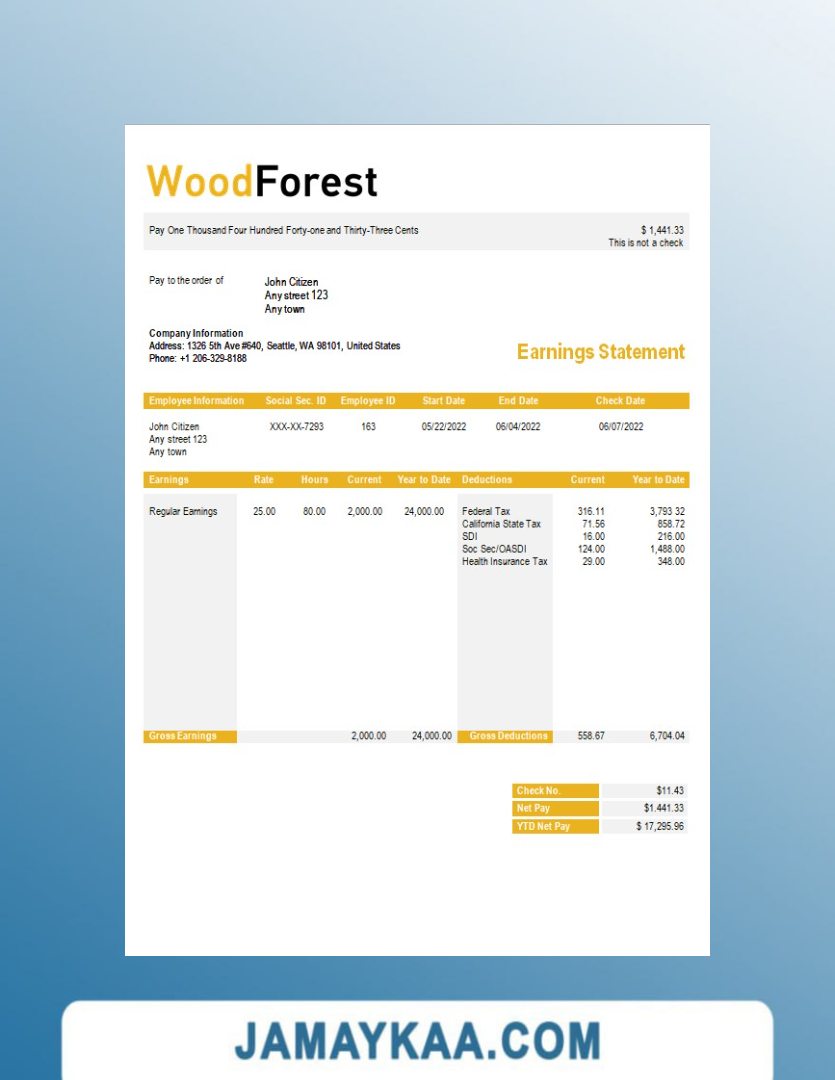 WoodForest
Pay One Thousand Four Hundred Forty-one and Thirty-Three Cents $ 1,441.33
This is not a check
Pay to the order of John Citizen
Any street 123
Any town
Company Information
Address: 1326 5th Ave #640, Seattle, WA 98101, United States
Phone: +1 206-329-8188
Earnings Statement
Employee Information Social Sec. ID Employee ID Start Date End Date Check Date
John Citizen XXX-XX-7293 163 05/22/2022 06/04/2022 06/07/2022
Any street 123
Any town
Earnings Rate Hours Current Year to Date Deductions Current Year to Date
Regular Earnings 25.00 80.00 2,000.00 24,000.00 Federal Tax 316.11 3,793 32
California State Tax 71.56 858.72
SDI 16.00 216.00
Soc Sec/OASDI 124.00 1,488.00
Health Insurance Tax 29.00 348.00
Gross Earnings 2,000.00 24,000.00 Gross Deductions 558.67 6,704.04
Check No. $11.43
Net Pay $1.441.33
YTD Net Pay $ 17,295.96
JAMAYKAA.COM